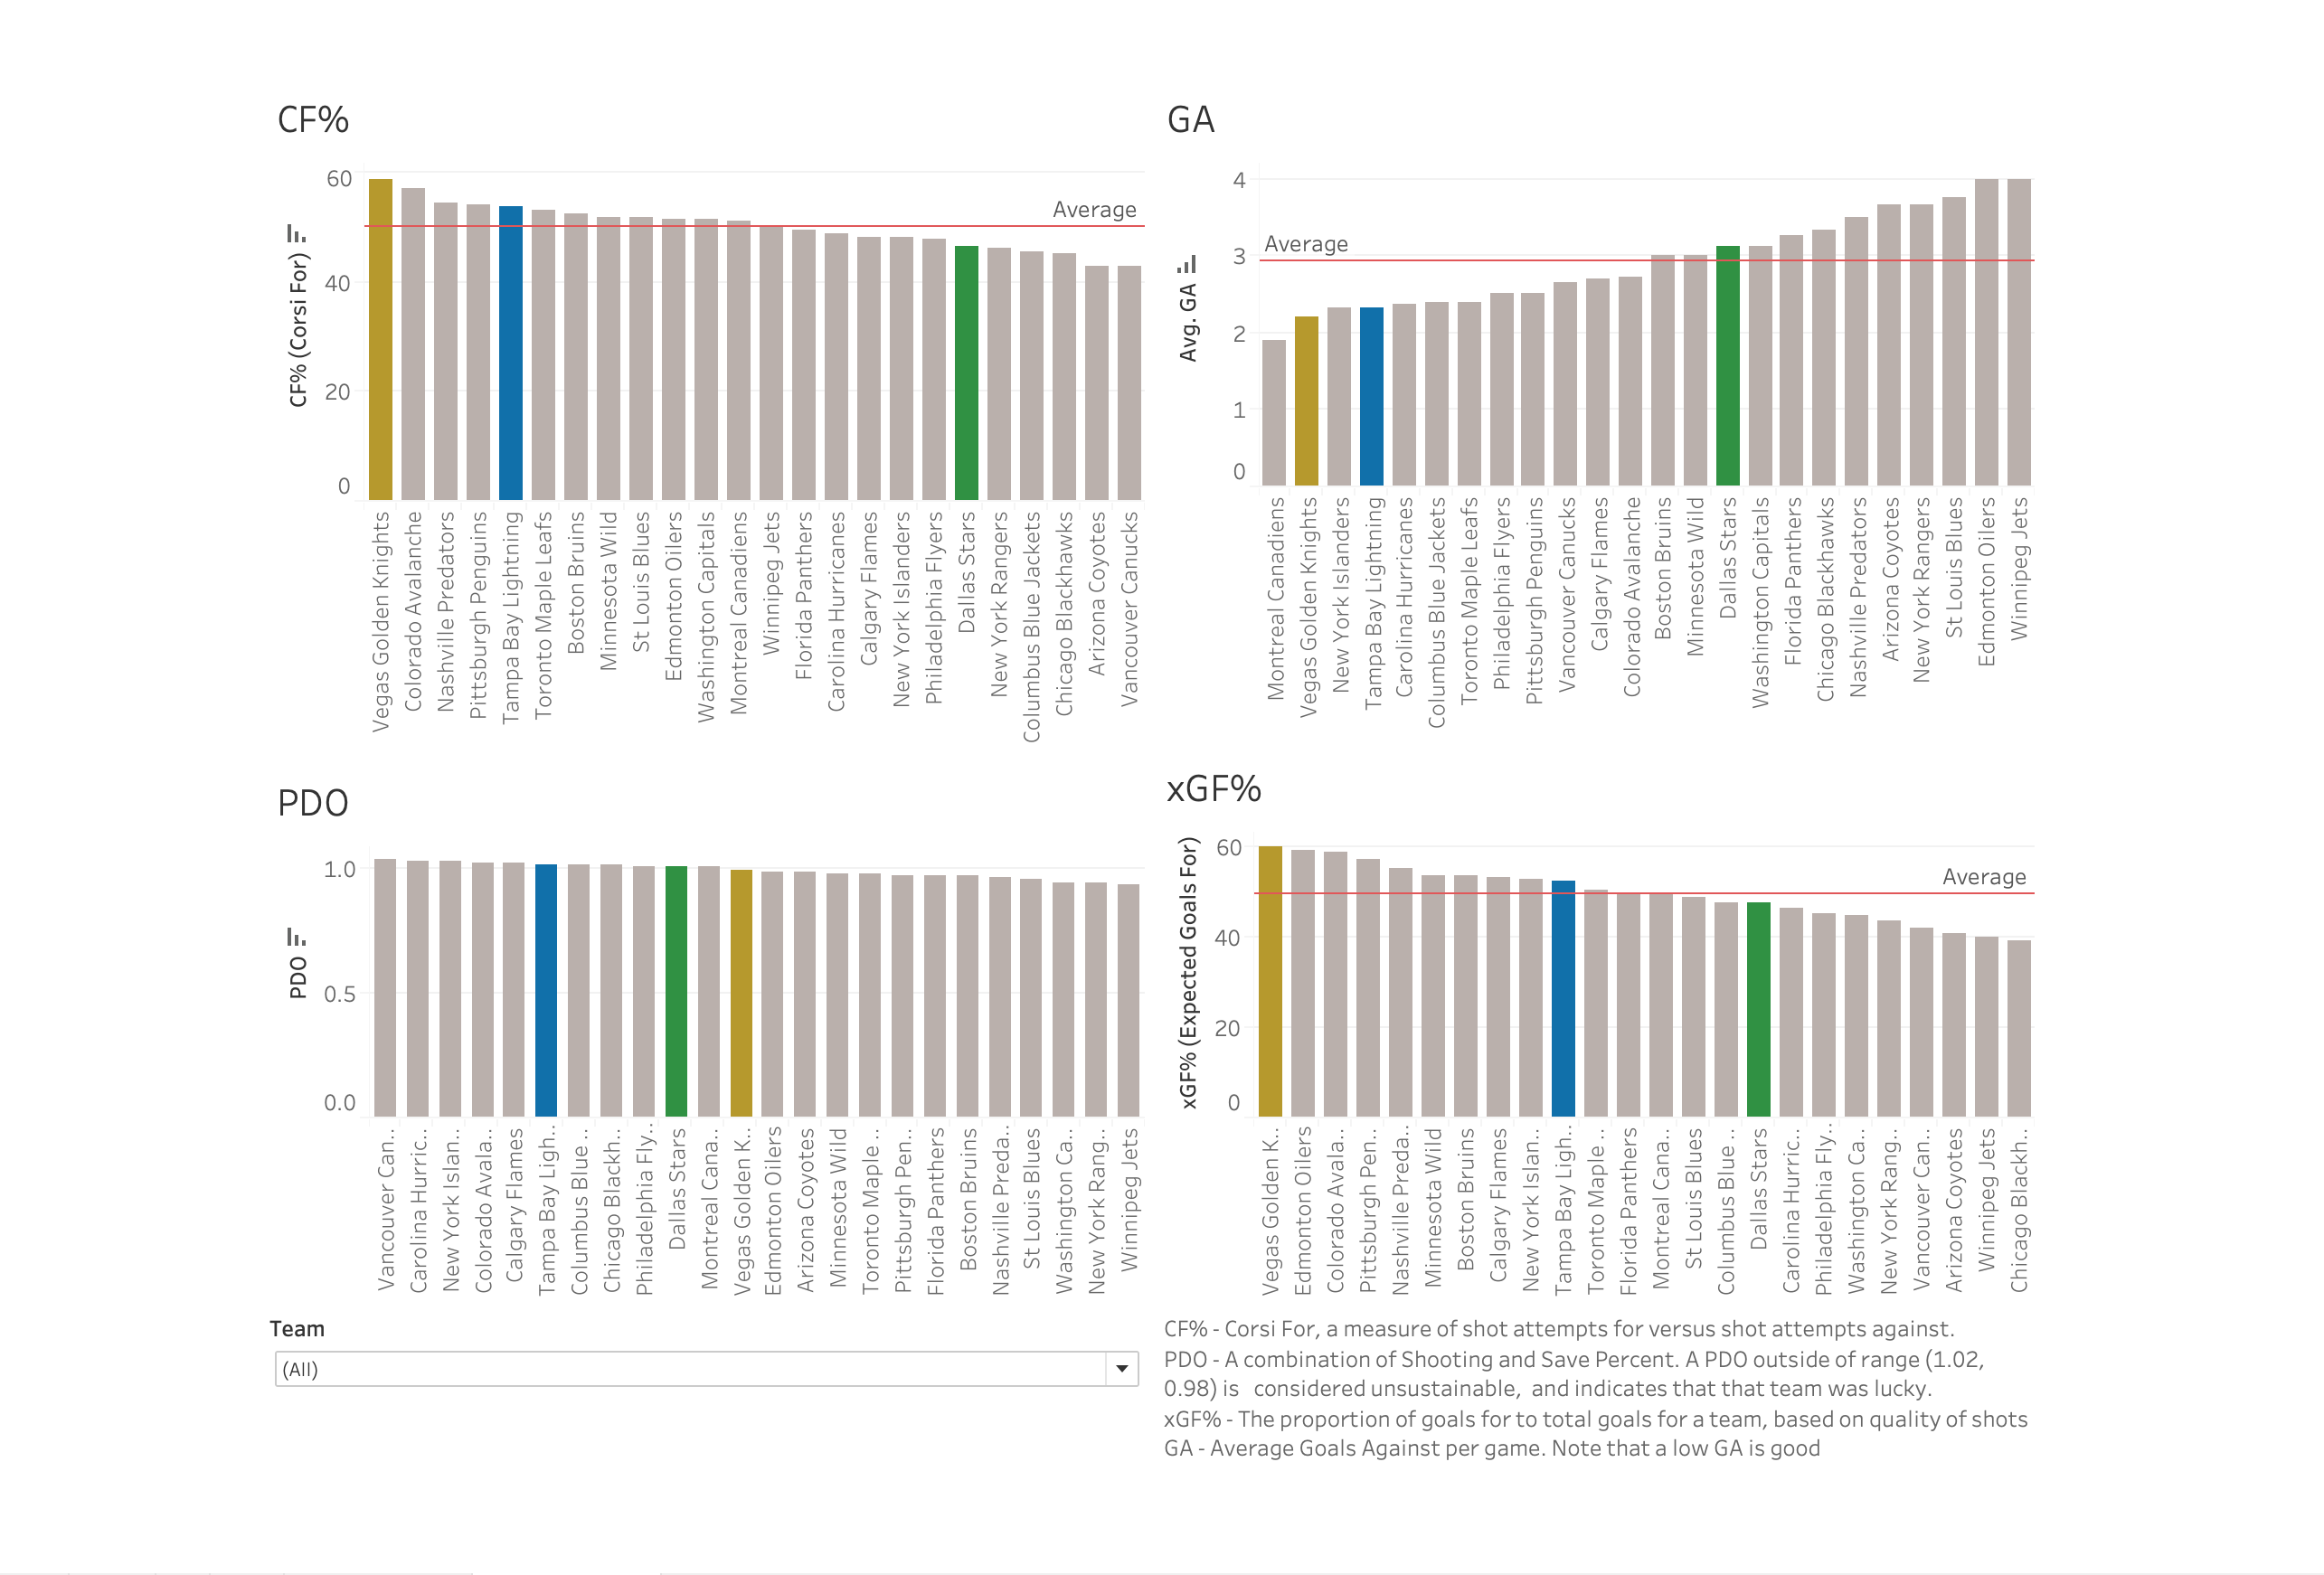 CF%
CF% (Corsi For)
60
40
20
0
Average
Vegas Golden Knights
Colorado Avalanche
Nashville Predators
Pittsburgh Penguins
Tampa Bay Lightning
Toronto Maple Leafs
Boston Bruins
Minnesota Wild
St Louis Blues
Edmonton Oilers
Washington Capitals
Montreal Canadiens
Winnipeg Jets
Florida Panthers
Carolina Hurricanes
Calgary Flames
New York Islanders
Philadelphia Flyers
Dallas Stars
New York Rangers
Columbus Blue Jackets
Chicago Blackhawks
Arizona Coyotes
Vancouver Canucks
GA
Avg. GA
4
3
2
1
0
Average
Montreal Canadiens
Vegas Golden Knights
New York Islanders
Tampa Bay Lightning
Carolina Hurricanes
Columbus Blue Jackets
Toronto Maple Leafs
Philadelphia Flyers
Pittsburgh Penguins
Vancouver Canucks
Calgary Flames
Colorado Avalanche
Boston Bruins
Minnesota Wild
Dallas Stars
Washington Capitals
Florida Panthers
Chicago Blackhawks
Nashville Predators
Arizona Coyotes
New York Rangers
St Louis Blues
Edmonton Oilers
Winnipeg Jets
PDO
PDO
1.0
0.5
0.0
Vancouver Can..
Carolina Hurric..
New York Islan..
Colorado Avala..
Calgary Flames
Tampa Bay Ligh..
Columbus Blue ..
Chicago Blackh..
Philadelphia Fly..
Dallas Stars
Montreal Cana..
Vegas Golden K..
Edmonton Oilers
Arizona Coyotes
Minnesota Wild
Toronto Maple ..
Pittsburgh Pen..
Florida Panthers
Boston Bruins
Nashville Preda..
St Louis Blues
Washington Ca..
New York Rang..
Winnipeg Jets
xGF%
xGF% (Expected Goals For)
60
40
20
0
Average
Vegas Golden K..
Edmonton Oilers
Colorado Avala..
Pittsburgh Pen..
Nashville Preda..
Minnesota Wild
Boston Bruins
Calgary Flames
New York Islan..
Tampa Bay Ligh..
Toronto Maple ..
Florida Panthers
Montreal Cana..
St Louis Blues
Columbus Blue ..
Dallas Stars
Carolina Hurric..
Philadelphia Fly..
Washington Ca..
New York Rang..
Vancouver Can..
Arizona Coyotes
Winnipeg Jets
Chicago Blackh..
Team
(All)
CF% - Corsi For, a measure of shot attempts for versus shot attempts against.
PDO - A combination of Shooting and Save Percent. A PDO outside of range (1.02,
0.98) is considered unsustainable, and indicates that that team was lucky.
xGF% - The proportion of goals for to total goals for a team, based on quality of shots
GA - Average Goals Against per game. Note that a low GA is good